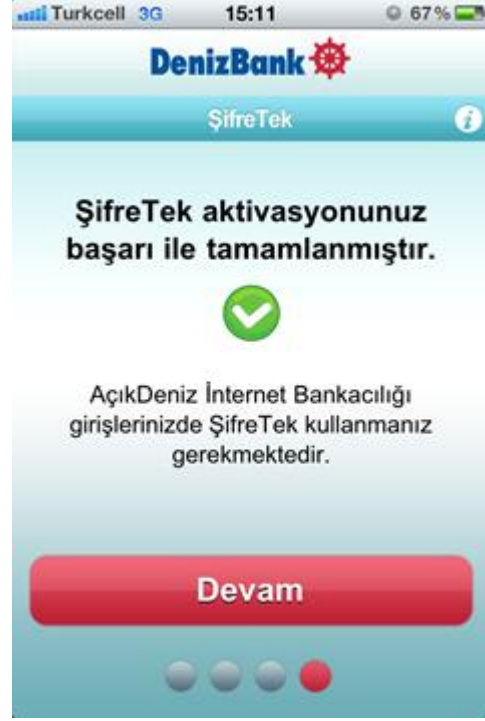 Turkcell 3G 15:11 67%
DenizBank
ŞifreTek
i
ŞifreTek aktivasyonunuz
başarı ile tamamlanmıştır.
AçıkDeniz İnternet Bankacılığı
girişlerinizde ŞifreTek kullanmanız
gerekmektedir.
Devam